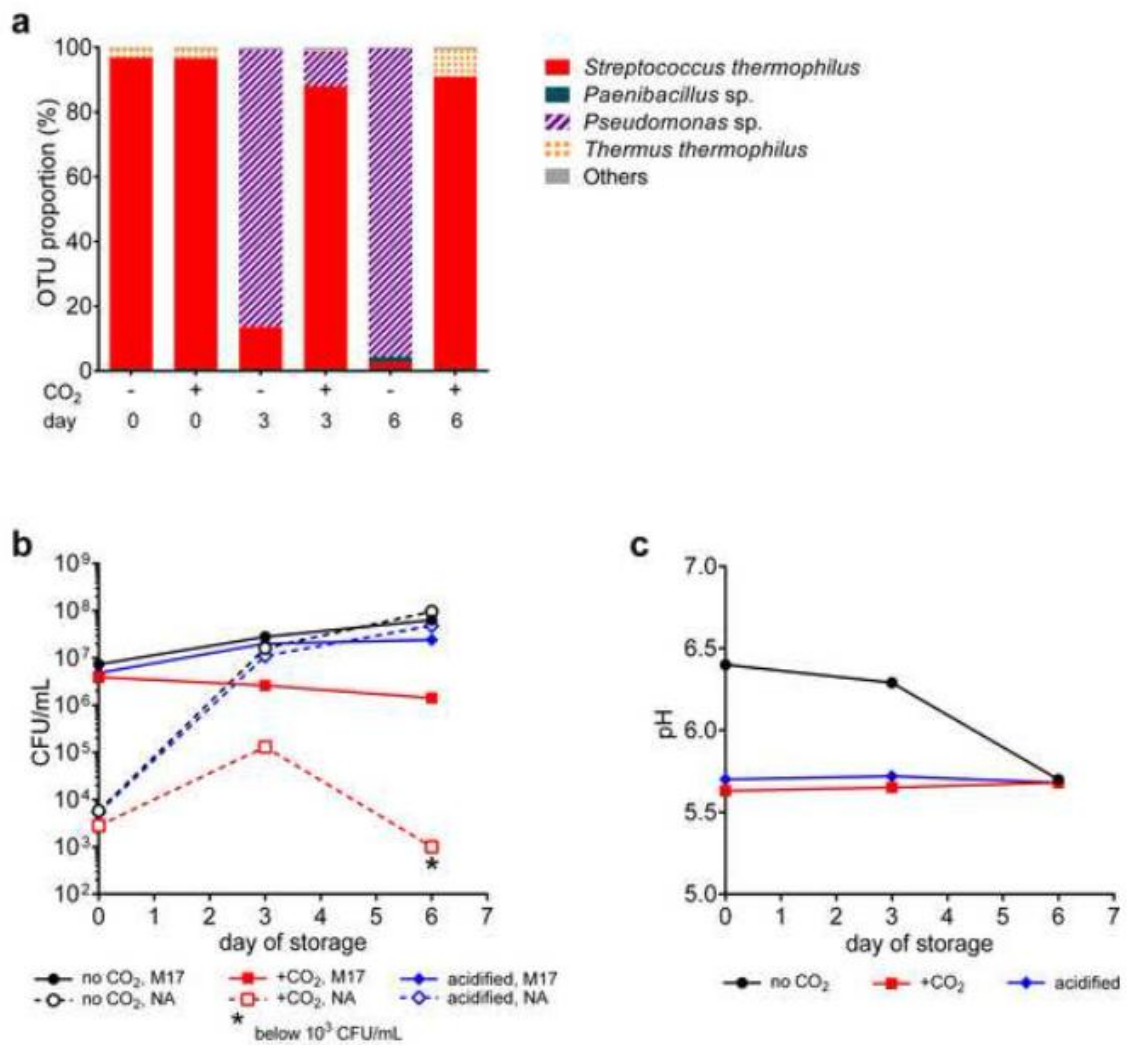 a
OTU proportion (%)
100
80
60
40
20
0
CO2 - + - + - +
day 0 0 3 3 6 6
Streptococcus thermophilus
Paenibacillus sp.
Pseudomonas sp.
Thermus thermophilus
Others
b
CFU/mL
10^9
10^8
10^7
10^6
10^5
10^4
10^3
10^2
*
0 1 2 3 4 5 6 7
day of storage
no CO2, M17 +CO2, M17 acidified, M17
no CO2, NA +CO2, NA acidified, NA
* below 10^3 CFU/mL
c
pH
7.0
6.5
6.0
5.5
5.0
0 1 2 3 4 5 6 7
day of storage
no CO2 +CO2 acidified